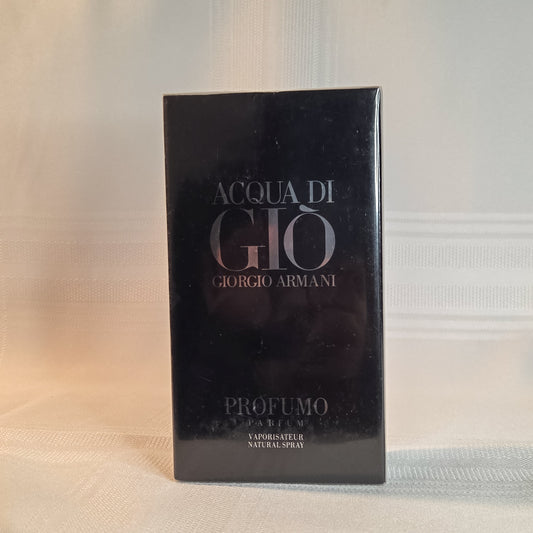 ACQUA DI
GIÒ
GIORGIO ARMANI
PROFUMO
PARFUM
VAPORISATEUR
NATURAL SPRAY